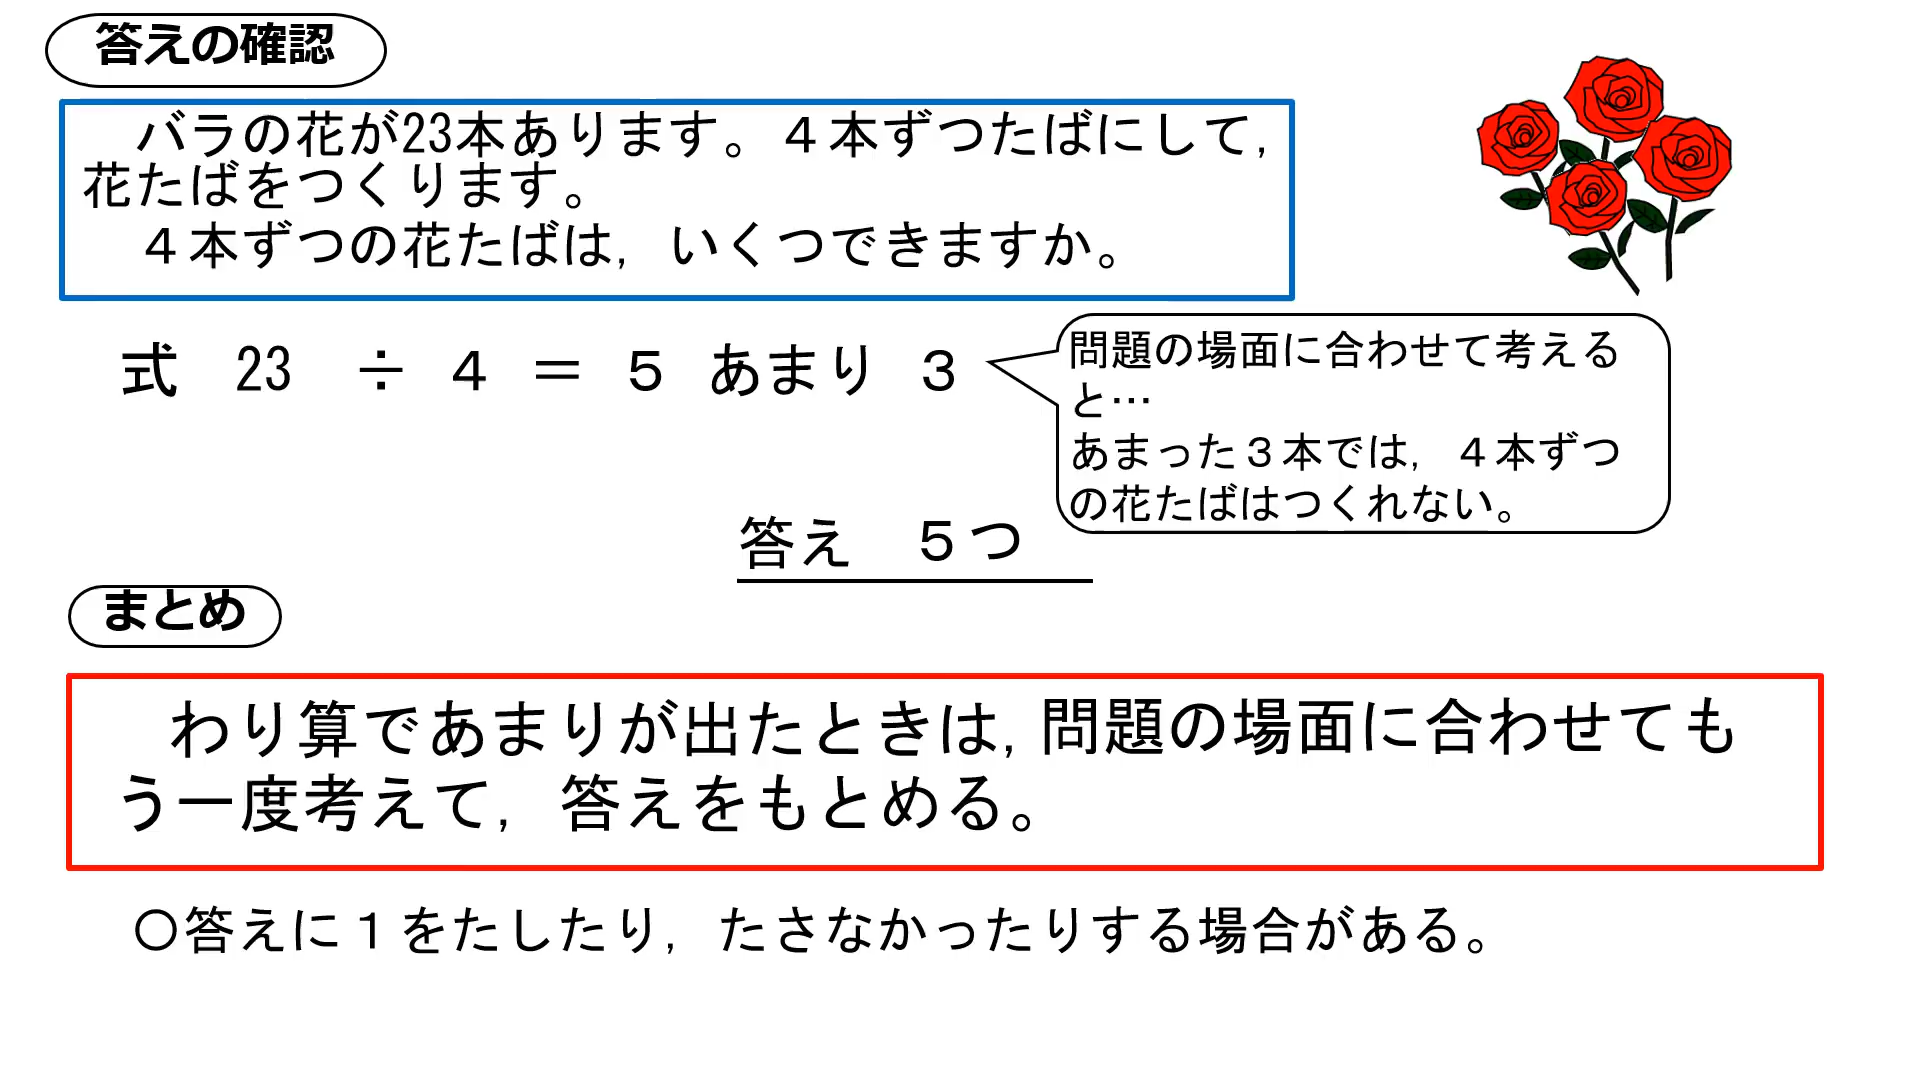 答えの確認
バラの花が23本あります。４本ずつたばにして,
花たばをつくります。
４本ずつの花たばは, いくつできますか。
式 23 ÷ ４ ＝ ５ あまり ３
問題の場面に合わせて考える
と…
あまった３本では, ４本ずつ
の花たばはつくれない。
答え ５つ
まとめ
わり算であまりが出たときは, 問題の場面に合わせても
う一度考えて, 答えをもとめる。
〇答えに１をたしたり, たさなかったりする場合がある。